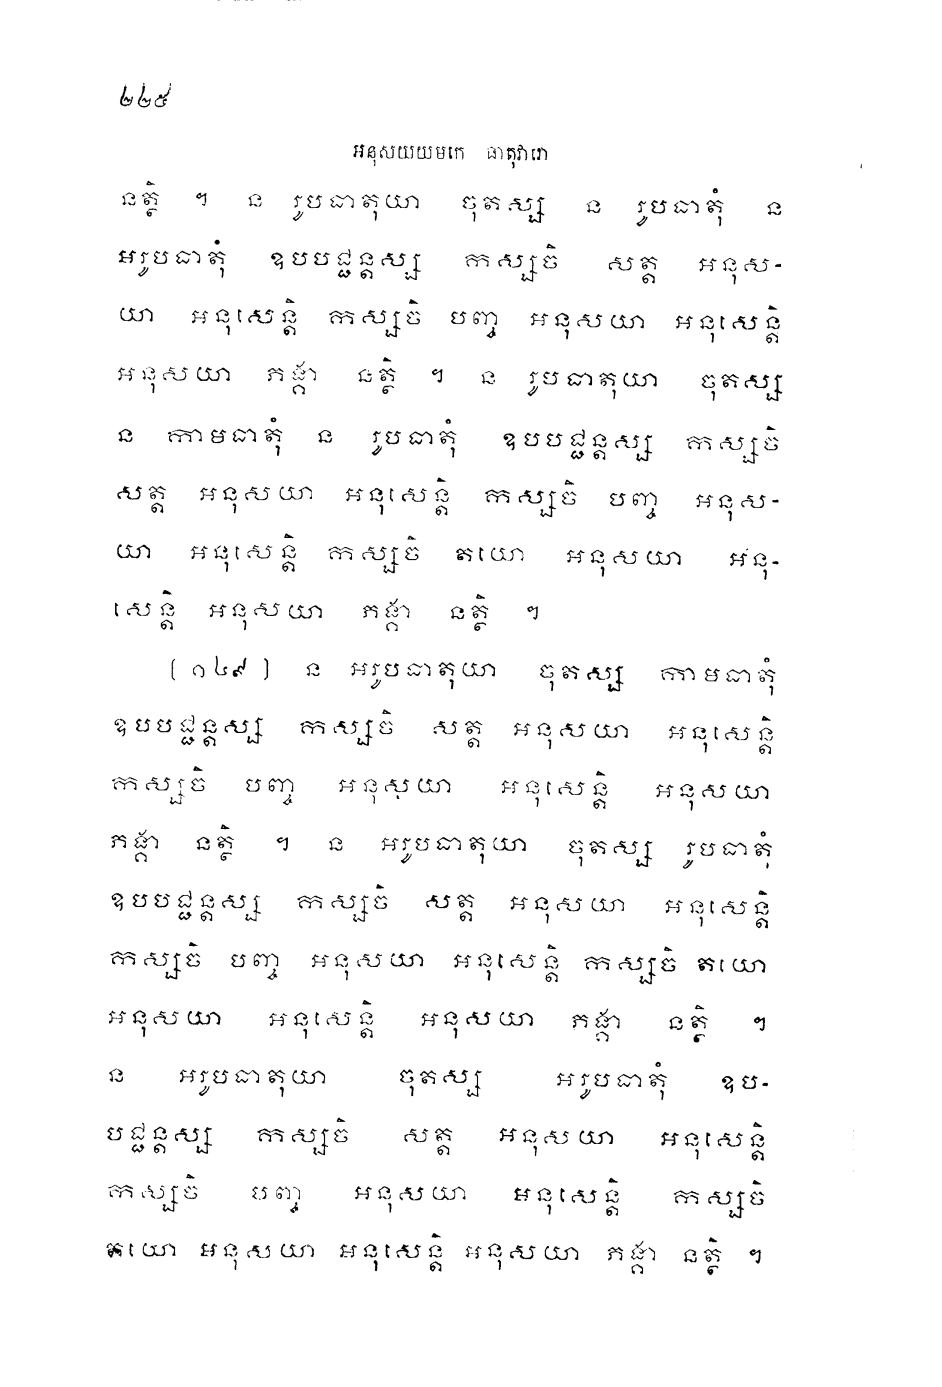 ២២៥
អនុសយយមកេ ធាតុវារោ
នត្ថិ ។ ន រូបធាតុយា ចុតស្ស ន រូបធាតុំ ន
អរូបធាតុំ ឧបបជ្ជន្តស្ស កស្សចិ សត្ត អនុស-
យា អនុសេន្តិ កស្សចិ បញ្ច អនុសយា អនុសេន្តិ
អនុសយា ភង្គា នត្ថិ ។ ន រូបធាតុយា ចុតស្ស
ន កាមធាតុំ ន រូបធាតុំ ឧបបជ្ជន្តស្ស កស្សចិ
សត្ត អនុសយា អនុសេន្តិ កស្សចិ បញ្ច អនុស-
យា អនុសេន្តិ កស្សចិ តយោ អនុសយា អនុ-
សេន្តិ អនុសយា ភង្គា នត្ថិ ។
[១៤៩] ន អរូបធាតុយា ចុតស្ស កាមធាតុំ
ឧបបជ្ជន្តស្ស កស្សចិ សត្ត អនុសយា អនុសេន្តិ
កស្សចិ បញ្ច អនុសយា អនុសេន្តិ អនុសយា
ភង្គា នត្ថិ ។ ន អរូបធាតុយា ចុតស្ស រូបធាតុំ
ឧបបជ្ជន្តស្ស កស្សចិ សត្ត អនុសយា អនុសេន្តិ
កស្សចិ បញ្ច អនុសយា អនុសេន្តិ កស្សចិ តយោ
អនុសយា អនុសេន្តិ អនុសយា ភង្គា នត្ថិ ។
ន អរូបធាតុយា ចុតស្ស អរូបធាតុំ ឧប-
បជ្ជន្តស្ស កស្សចិ សត្ត អនុសយា អនុសេន្តិ
កស្សចិ បញ្ច អនុសយា អនុសេន្តិ កស្សចិ
តយោ អនុសយា អនុសេន្តិ អនុសយា ភង្គា នត្ថិ ។